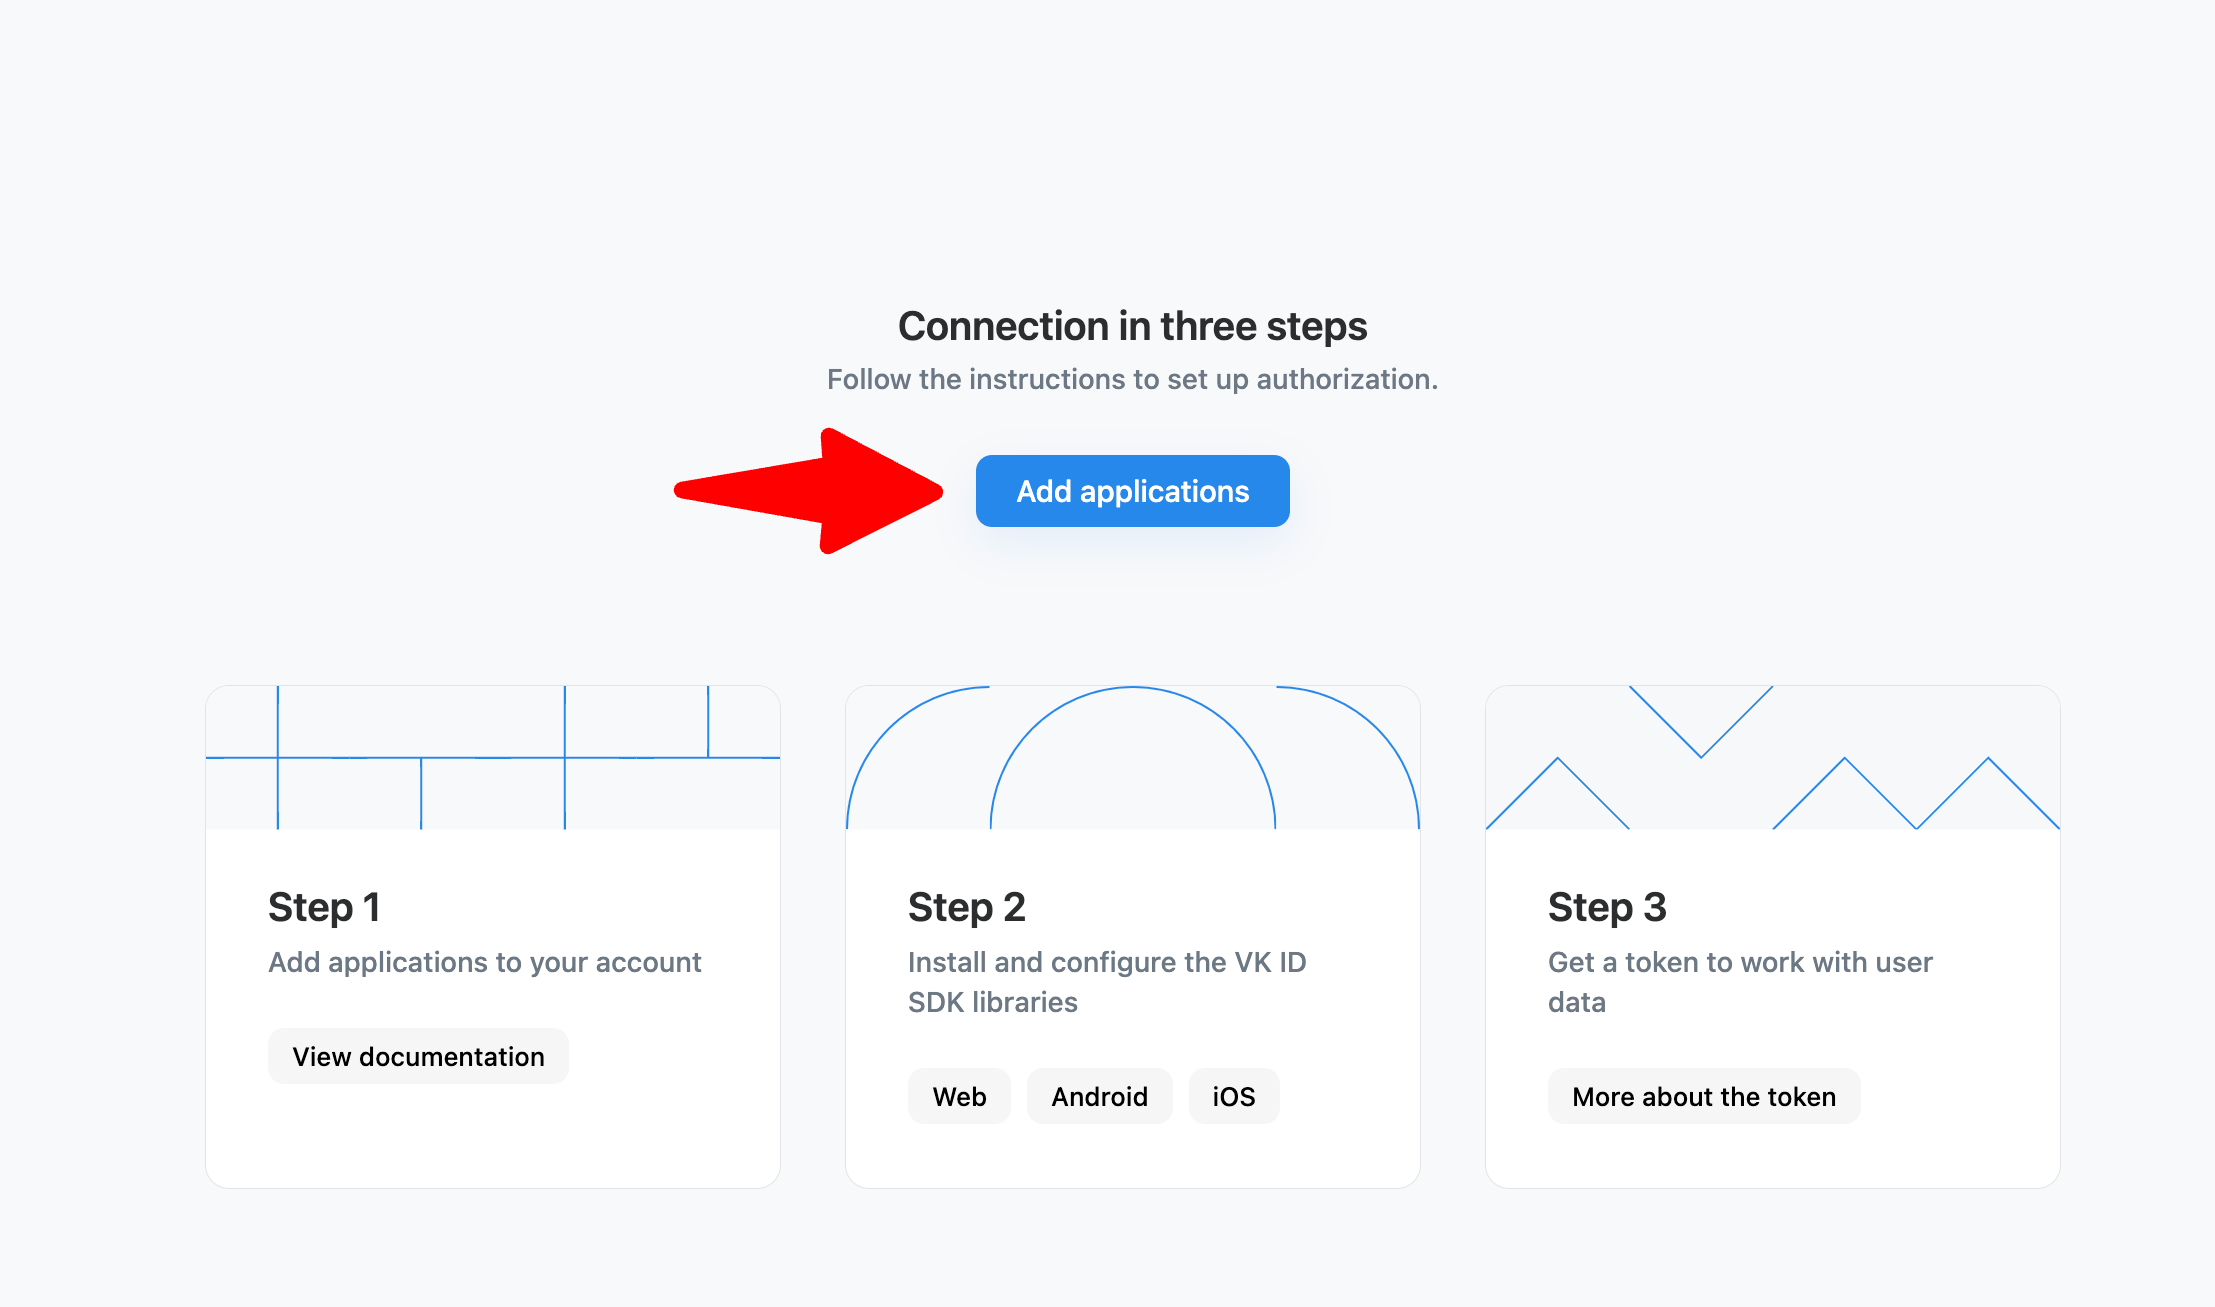 Connection in three steps
Follow the instructions to set up authorization.
Add applications
Step 1
Add applications to your account
View documentation
Step 2
Install and configure the VK ID
SDK libraries
Web
Android
iOS
Step 3
Get a token to work with user
data
More about the token